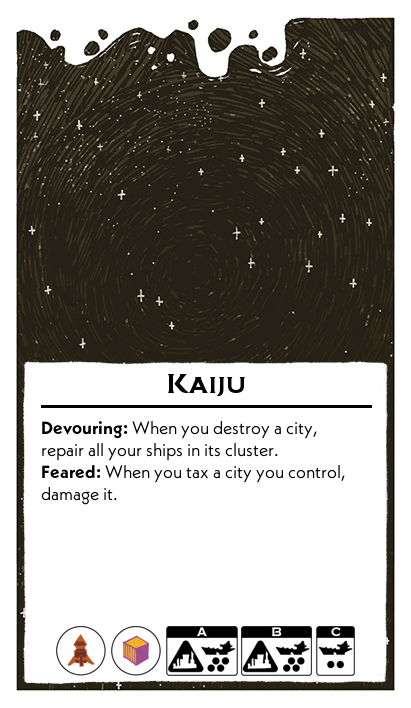 Kaiju
Devouring: When you destroy a city,
repair all your ships in its cluster.
Feared: When you tax a city you control,
damage it.
A B C